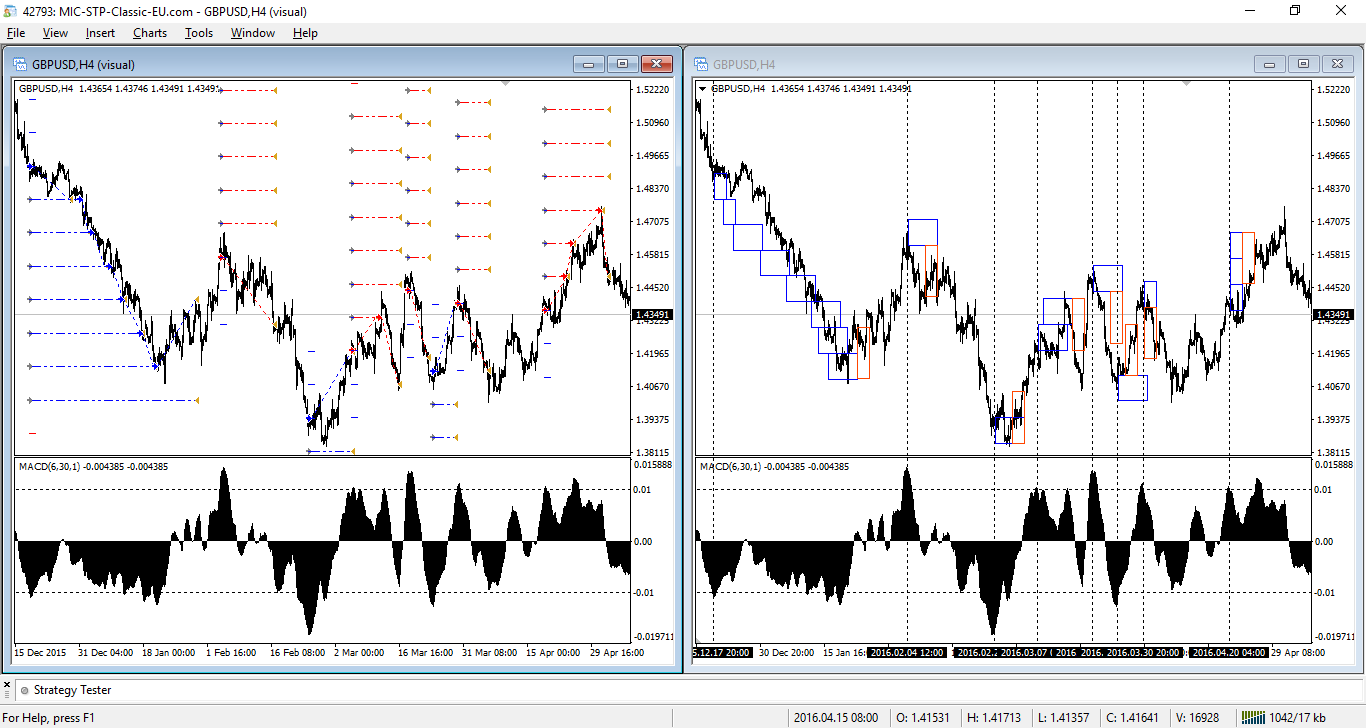 42793: MIC-STP-Classic-EU.com - GBPUSD,H4 (visual)
File View Insert Charts Tools Window Help
GBPUSD,H4 (visual)
GBPUSD,H4 1.43654 1.43746 1.43491 1.43491
1.52220
1.50960
1.49665
1.48370
1.47075
1.45815
1.44520
1.43491
1.43225
1.41965
1.40670
1.39375
1.38115
MACD(6,30,1) -0.004385 -0.004385
0.015888
0.01
0.00
-0.01
-0.019711
15 Dec 2015 31 Dec 04:00 18 Jan 00:00 1 Feb 16:00 16 Feb 08:00 2 Mar 00:00 16 Mar 16:00 31 Mar 08:00 15 Apr 00:00 29 Apr 16:00
GBPUSD,H4
GBPUSD,H4 1.43654 1.43746 1.43491 1.43491
1.52220
1.50960
1.49665
1.48370
1.47075
1.45815
1.44520
1.43491
1.43225
1.41965
1.40670
1.39375
1.38115
MACD(6,30,1) -0.004385 -0.004385
0.015888
0.01
0.00
-0.01
-0.019711
5.12.17 20:00 30 Dec 20:00 15 Jan 16: 2016.02.04 12:00 2016.02.2 2016.03.07 0 2016 2016. 2016.03.30 20:00 2016.04.20 04:00 29 Apr 08:00
Strategy Tester
For Help, press F1
2016.04.15 08:00 O: 1.41531 H: 1.41713 L: 1.41357 C: 1.41641 V: 16928 1042/17 kb